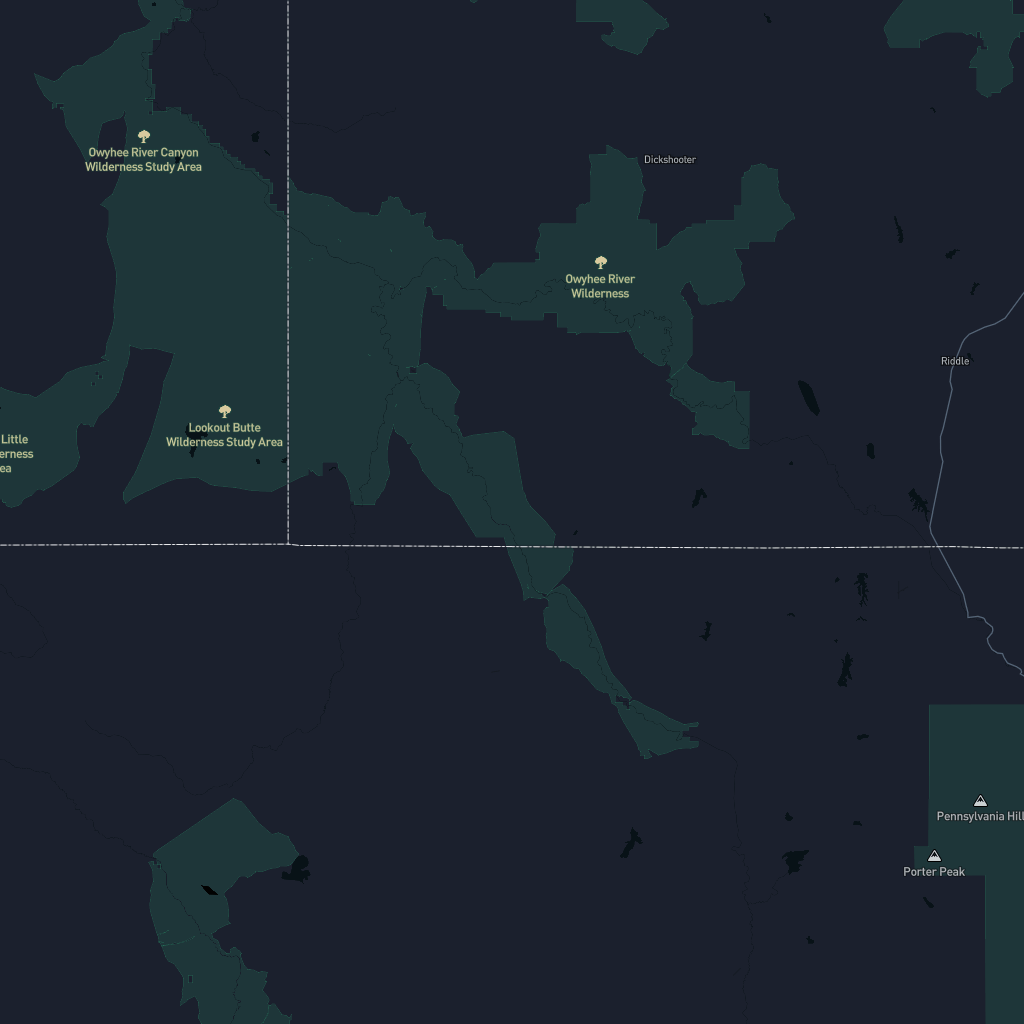 Owyhee River Canyon
Wilderness Study Area
Dickshooter
Owyhee River
Wilderness
Riddle
Lookout Butte
Wilderness Study Area
Little
erness
ea
Pennsylvania Hill
Porter Peak